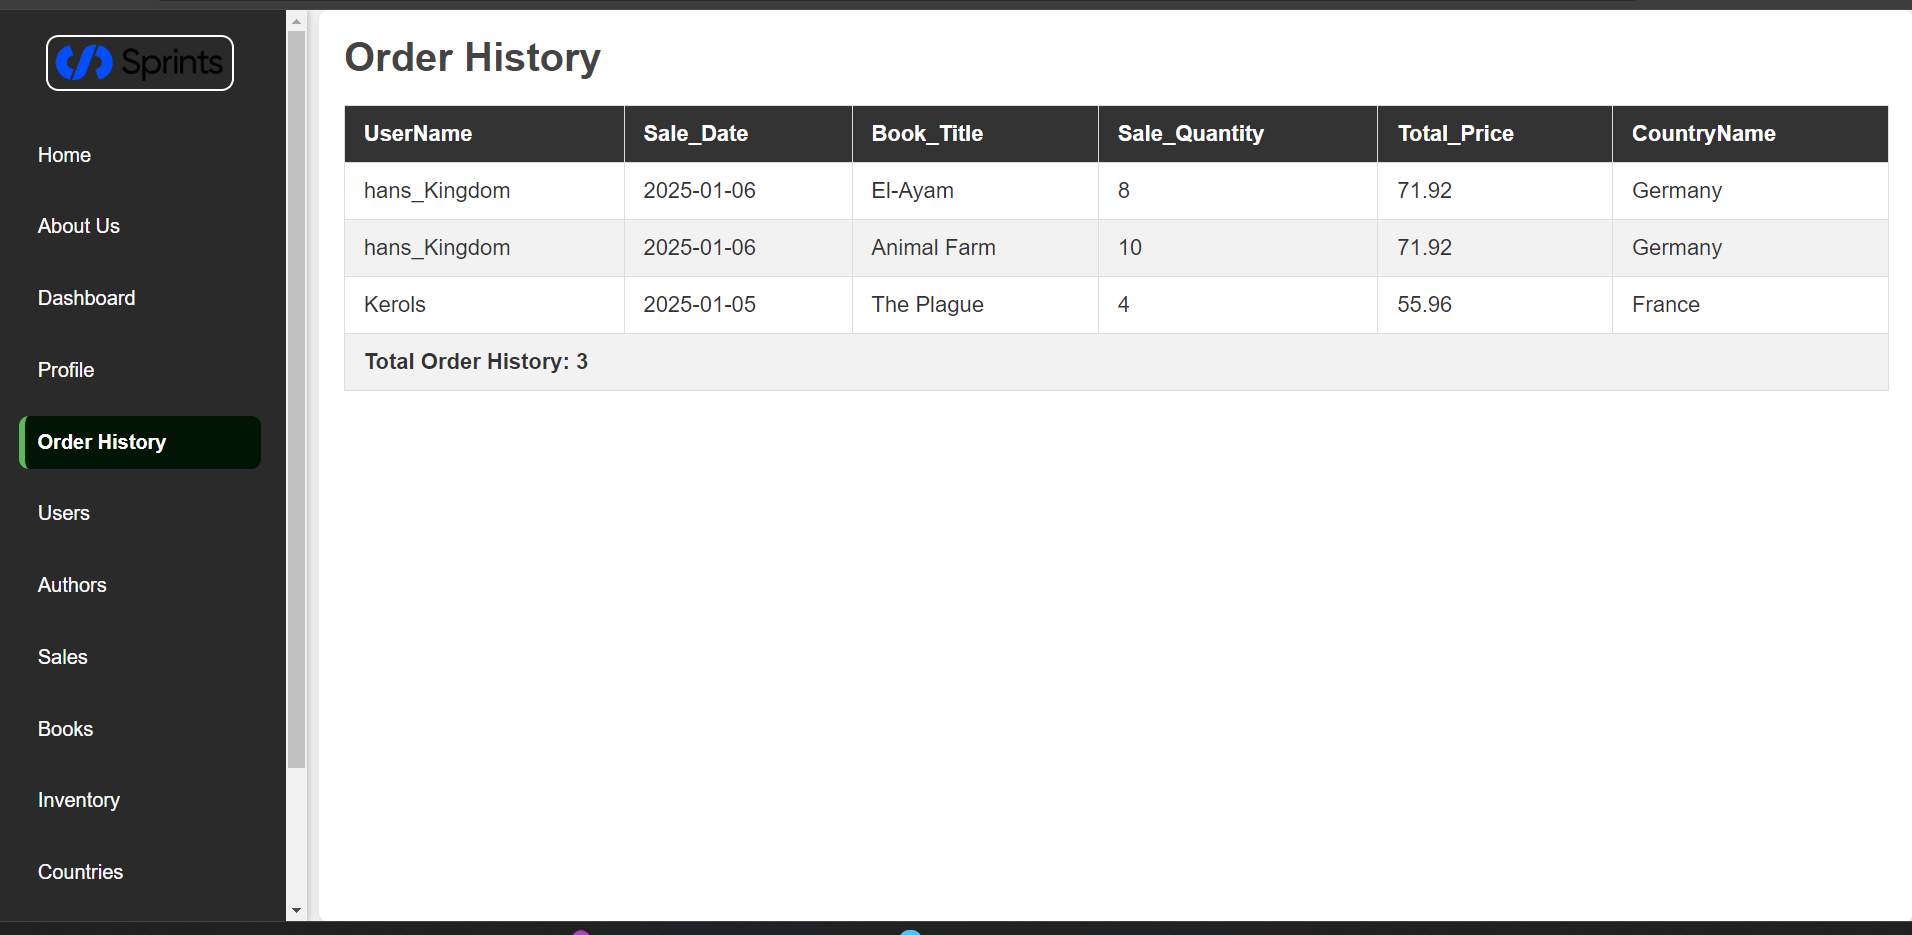 Sprints
Home
About Us
Dashboard
Profile
Order History
Users
Authors
Sales
Books
Inventory
Countries
Order History
UserName Sale_Date Book_Title Sale_Quantity Total_Price CountryName
hans_Kingdom 2025-01-06 El-Ayam 8 71.92 Germany
hans_Kingdom 2025-01-06 Animal Farm 10 71.92 Germany
Kerols 2025-01-05 The Plague 4 55.96 France
Total Order History: 3